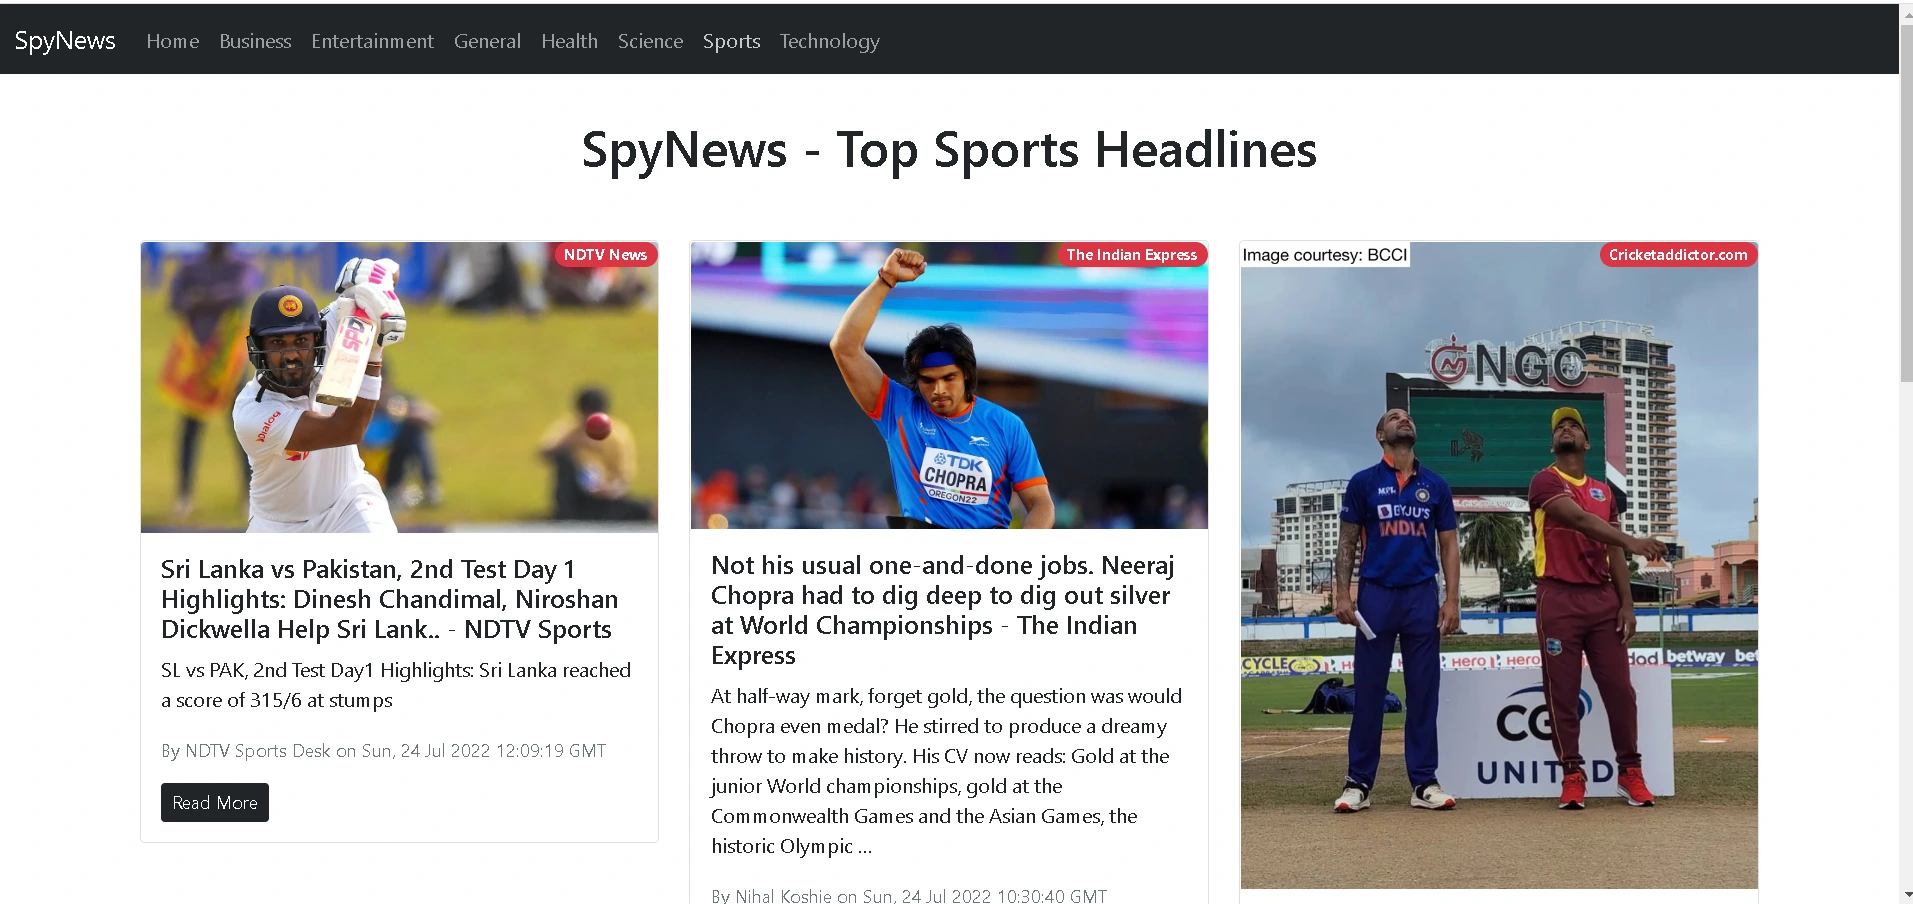 SpyNews Home Business Entertainment General Health Science Sports Technology
SpyNews - Top Sports Headlines
NDTV News
SPD
Dialog
Sri Lanka vs Pakistan, 2nd Test Day 1
Highlights: Dinesh Chandimal, Niroshan
Dickwella Help Sri Lank.. - NDTV Sports
SL vs PAK, 2nd Test Day1 Highlights: Sri Lanka reached
a score of 315/6 at stumps
By NDTV Sports Desk on Sun, 24 Jul 2022 12:09:19 GMT
Read More
The Indian Express
TDK
CHOPRA
OREGON22
Not his usual one-and-done jobs. Neeraj
Chopra had to dig deep to dig out silver
at World Championships - The Indian
Express
At half-way mark, forget gold, the question was would
Chopra even medal? He stirred to produce a dreamy
throw to make history. His CV now reads: Gold at the
junior World championships, gold at the
Commonwealth Games and the Asian Games, the
historic Olympic ...
By Nihal Koshie on Sun, 24 Jul 2022 10:30:40 GMT
Image courtesy: BCCI
Cricketaddictor.com
NGC
MPL
BYJU'S
INDIA
CYCLE
Hero
Hero
betway bet
CG
UNITED